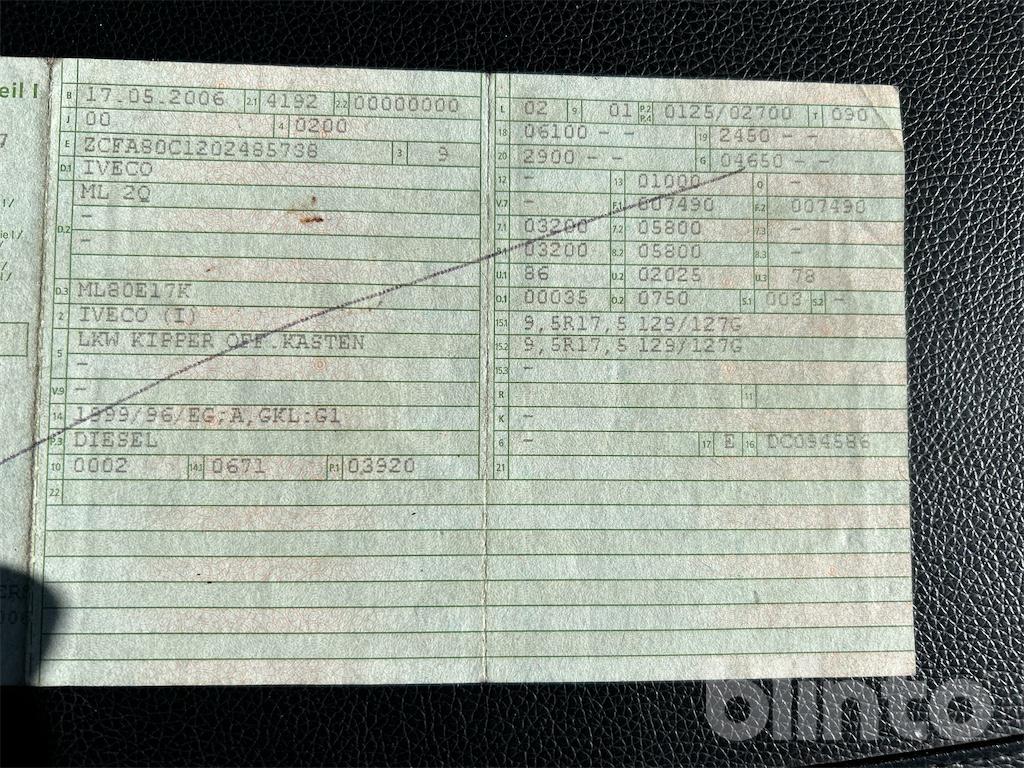 eil I
B 17.05.2006 2.1 4192 2.2 00000000
J 00 4 0200
E ZCFA80C1202485738 3 9
D.1 IVECO
ML 2Q
-
D.2 -
D.3 ML80E17K
2 IVECO (I)
5 LKW KIPPER OFF.KASTEN
-
V.9 -
14 1999/96/EG;A,GKL:G1
P.3 DIESEL
10 0002 14.1 0671 P.1 03920
22
L 02 9 01 P.2 P.4 0125/02700 T 090
18 06100 - - 19 2450 - -
20 2900 - - G 04650 - -
12 - 13 01000 Q -
V.7 - F.1 007490 F.2 007490
7.1 03200 7.2 05800 7.3 -
8.1 03200 8.2 05800 8.3 -
U.1 86 U.2 02025 U.3 78
O.1 00035 O.2 0750 S.1 003 S.2 -
15.1 9,5R17,5 129/127G
15.2 9,5R17,5 129/127G
15.3 -
R 11
K -
6 - 17 E 16 DC094586
21
blinto